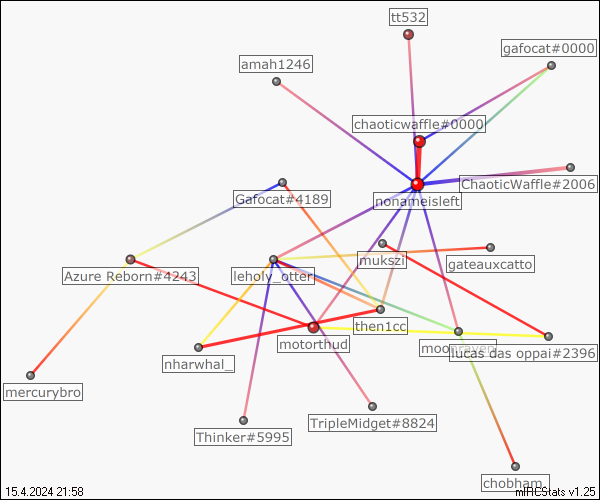 tt532
gafocat#0000
amah1246
chaoticwaffle#0000
ChaoticWaffle#2006
nonameisleft
Gafocat#4189
mukszi
gateauxcatto
Azure Reborn#4243
leholy_otter
then1cc
motorthud
moonraven
lucas das oppai#2396
nharwhal_
mercurybro
TripleMidget#8824
Thinker#5995
chobham_
15.4.2024 21:58
mIRCStats v1.25